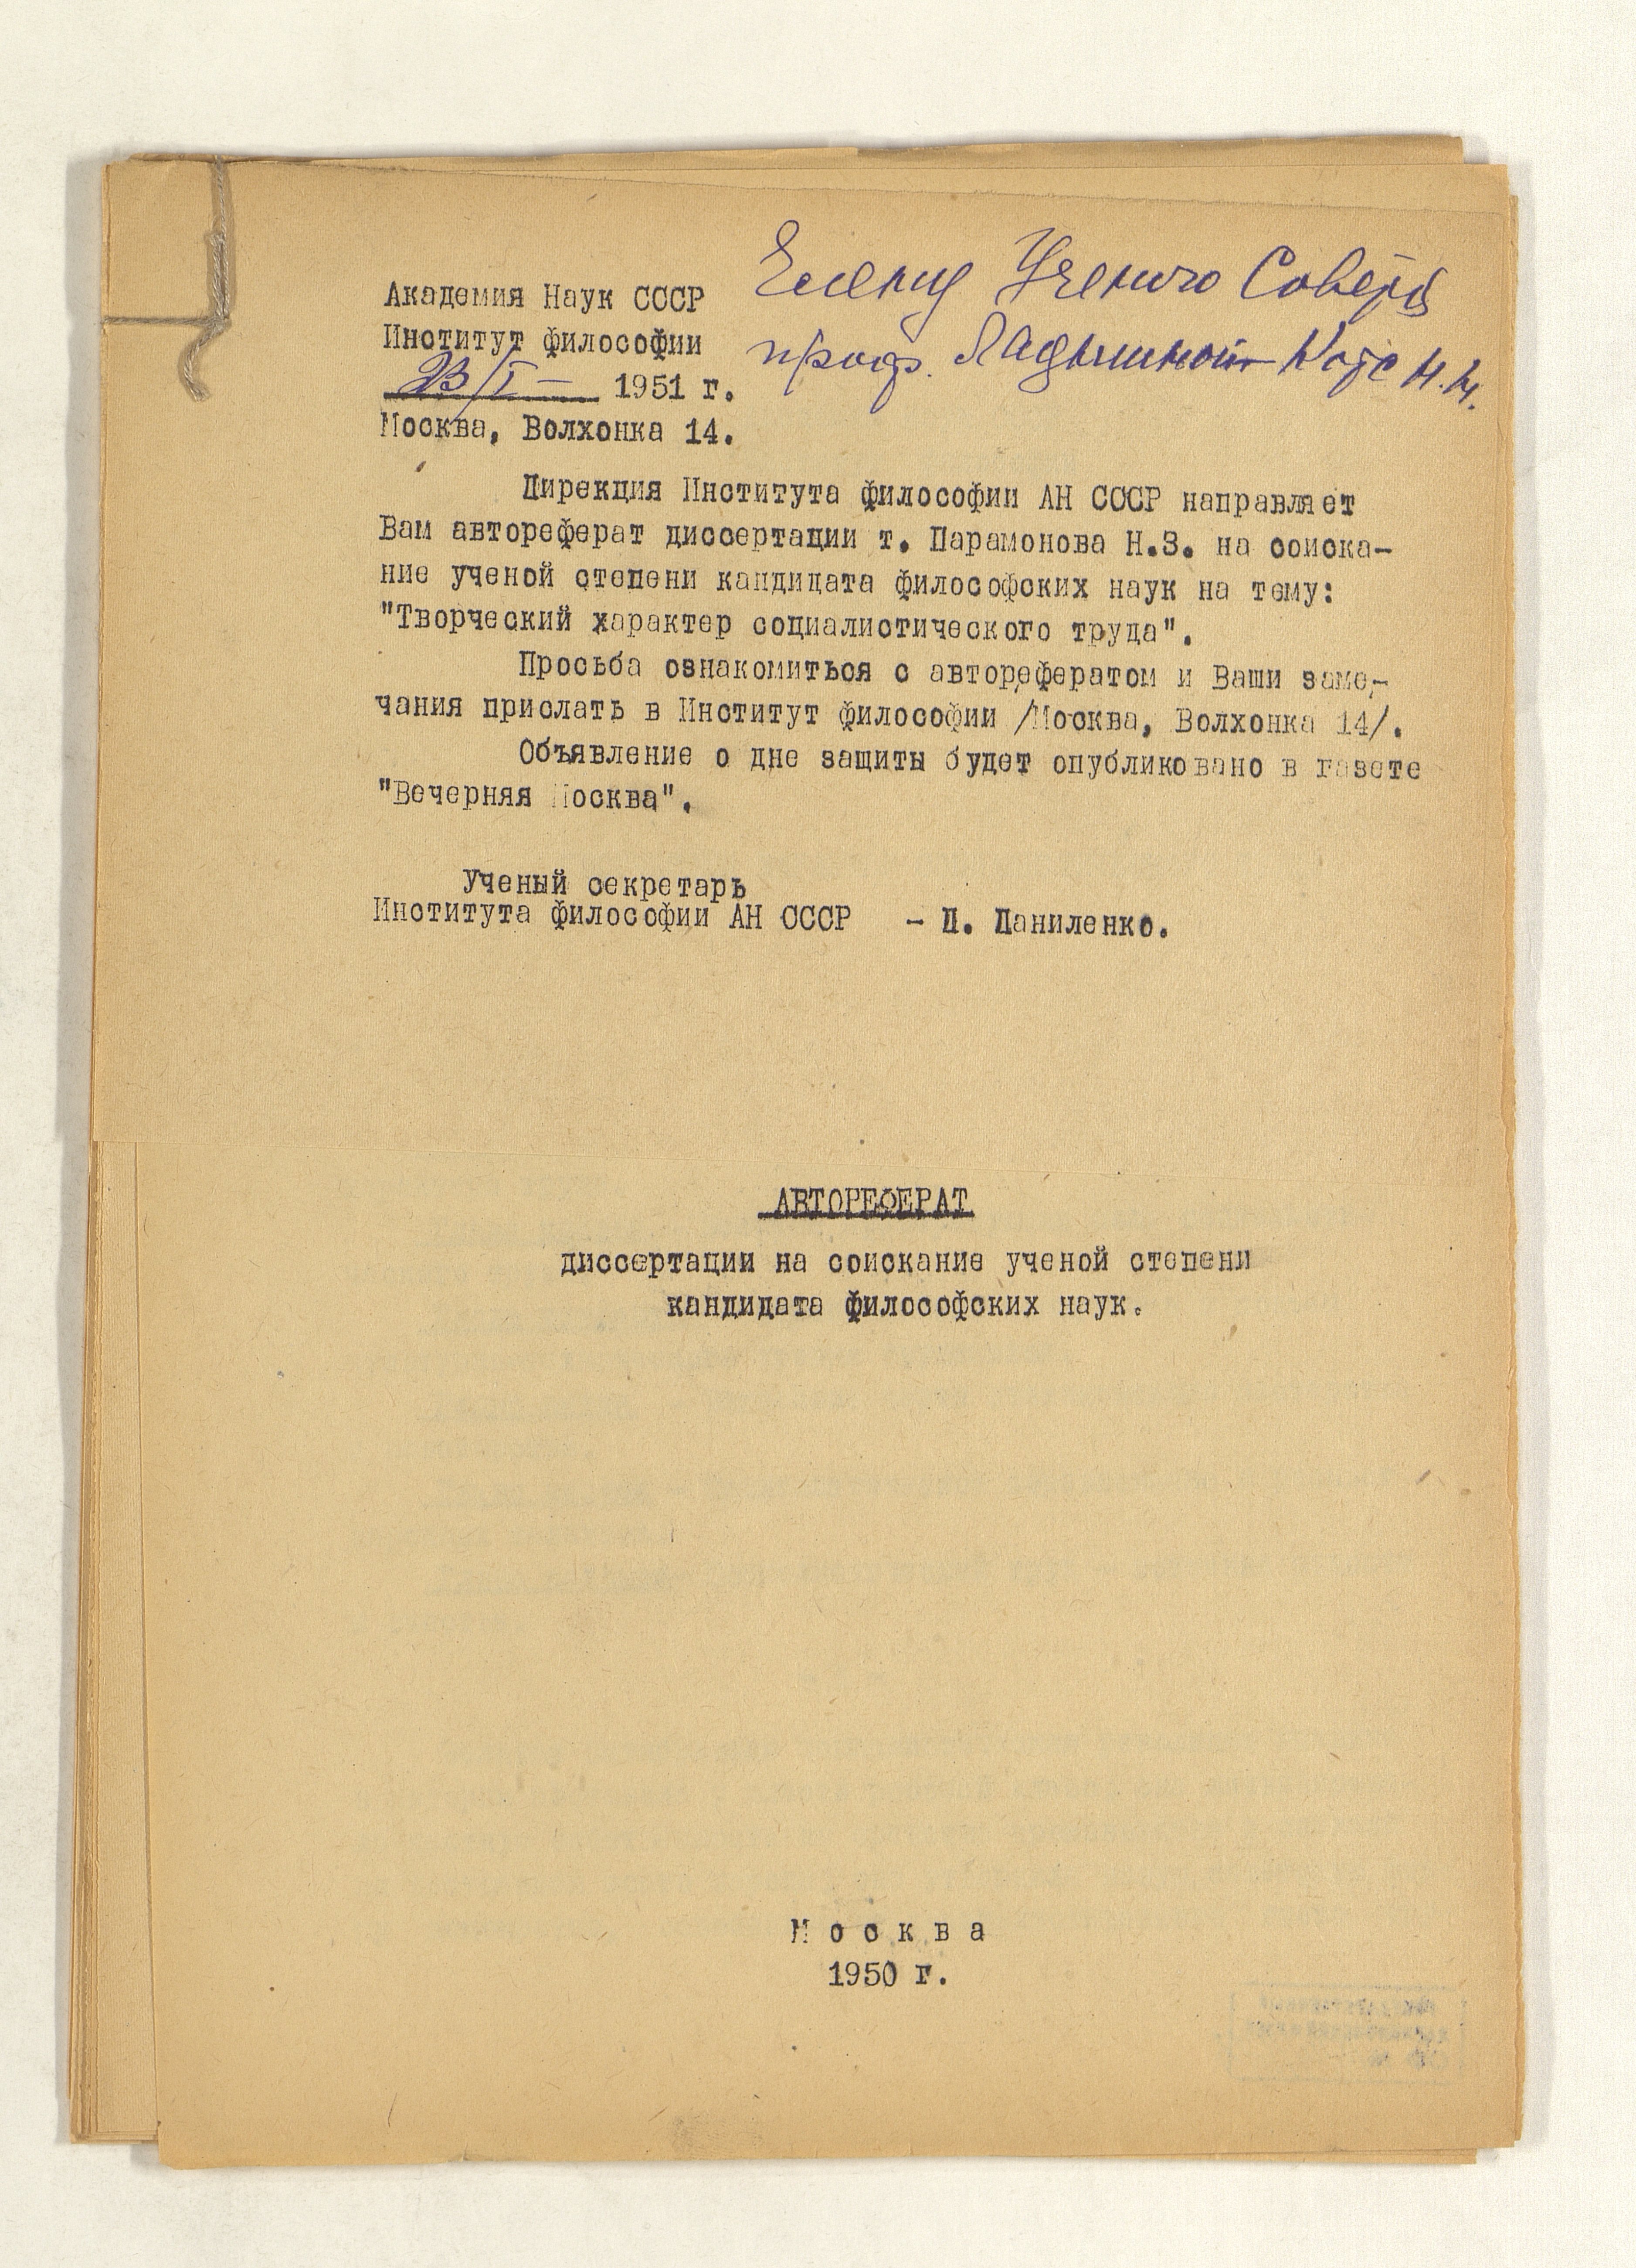 Члену Ученого Совета
проф. Ладыгиной-Котс Н.Н.
Академия Наук СССР
Институт философии
23/I — 1951 г.
Москва, Волхонка 14.
Дирекция Института философии АН СССР направляет
Вам автореферат диссертации т. Парамонова Н.З. на соиска-
ние ученой степени кандидата философских наук на тему:
"Творческий характер социалистического труда".
Просьба ознакомиться с авторефератом и Ваши заме-
чания прислать в Институт философии /Москва, Волхонка 14/.
Объявление о дне защиты будет опубликовано в газете
"Вечерняя Москва".
Ученый секретарь
Института философии АН СССР – Д. Даниленко.
АВТОРЕФЕРАТ
диссертации на соискание ученой степени
кандидата философских наук.
Москва
1950 г.